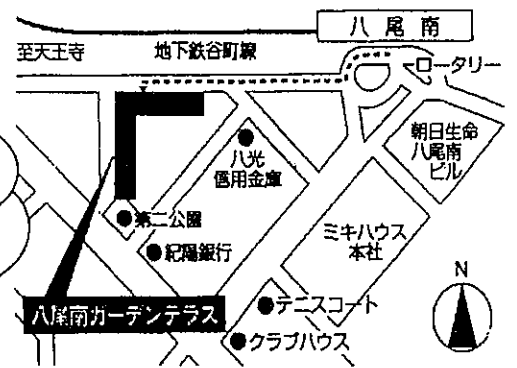 八尾南
至天王寺
地下鉄谷町線
ロータリー
朝日生命
八尾南
ビル
八光
信用金庫
第二公園
紀陽銀行
ミキハウス
本社
N
八尾南ガーデンテラス
テニスコート
クラブハウス